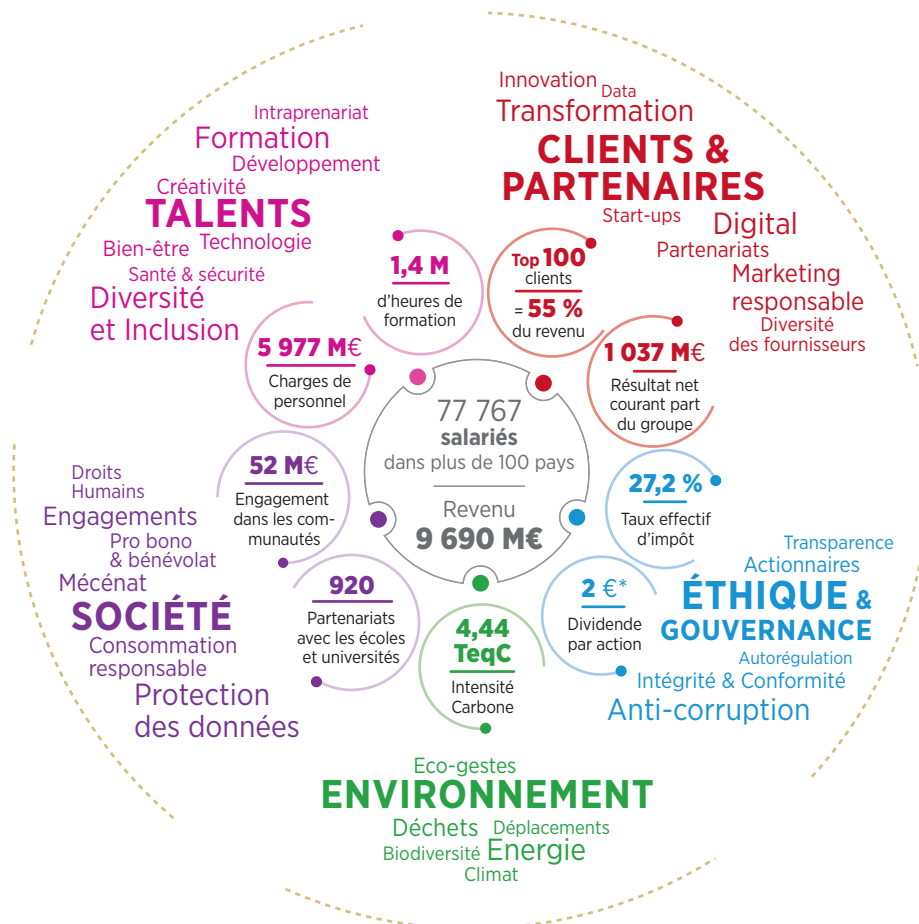 Intraprenariat
Formation
Développement
Créativité
TALENTS
Bien-être
Technologie
Santé & sécurité
Diversité
et Inclusion
1,4 M
d'heures de
formation
5 977 M€
Charges de
personnel
Innovation
Data
Transformation
CLIENTS &
PARTENAIRES
Start-ups
Digital
Partenariats
Marketing
responsable
Diversité
des fournisseurs
Top 100
clients
= 55 %
du revenu
1 037 M€
Résultat net
courant part
du groupe
77 767
salariés
dans plus de 100 pays
Revenu
9 690 M€
52 M€
Engagement
dans les com-
munautés
920
Partenariats
avec les écoles
et universités
Droits
Humains
Engagements
Pro bono
& bénévolat
Mécénat
SOCIÉTÉ
Consommation
responsable
Protection
des données
27,2 %
Taux effectif
d'impôt
2 €*
Dividende
par action
Transparence
Actionnaires
ÉTHIQUE &
GOUVERNANCE
Autorégulation
Intégrité & Conformité
Anti-corruption
4,44
TeqC
Intensité
Carbone
Eco-gestes
ENVIRONNEMENT
Déchets
Déplacements
Biodiversité
Energie
Climat